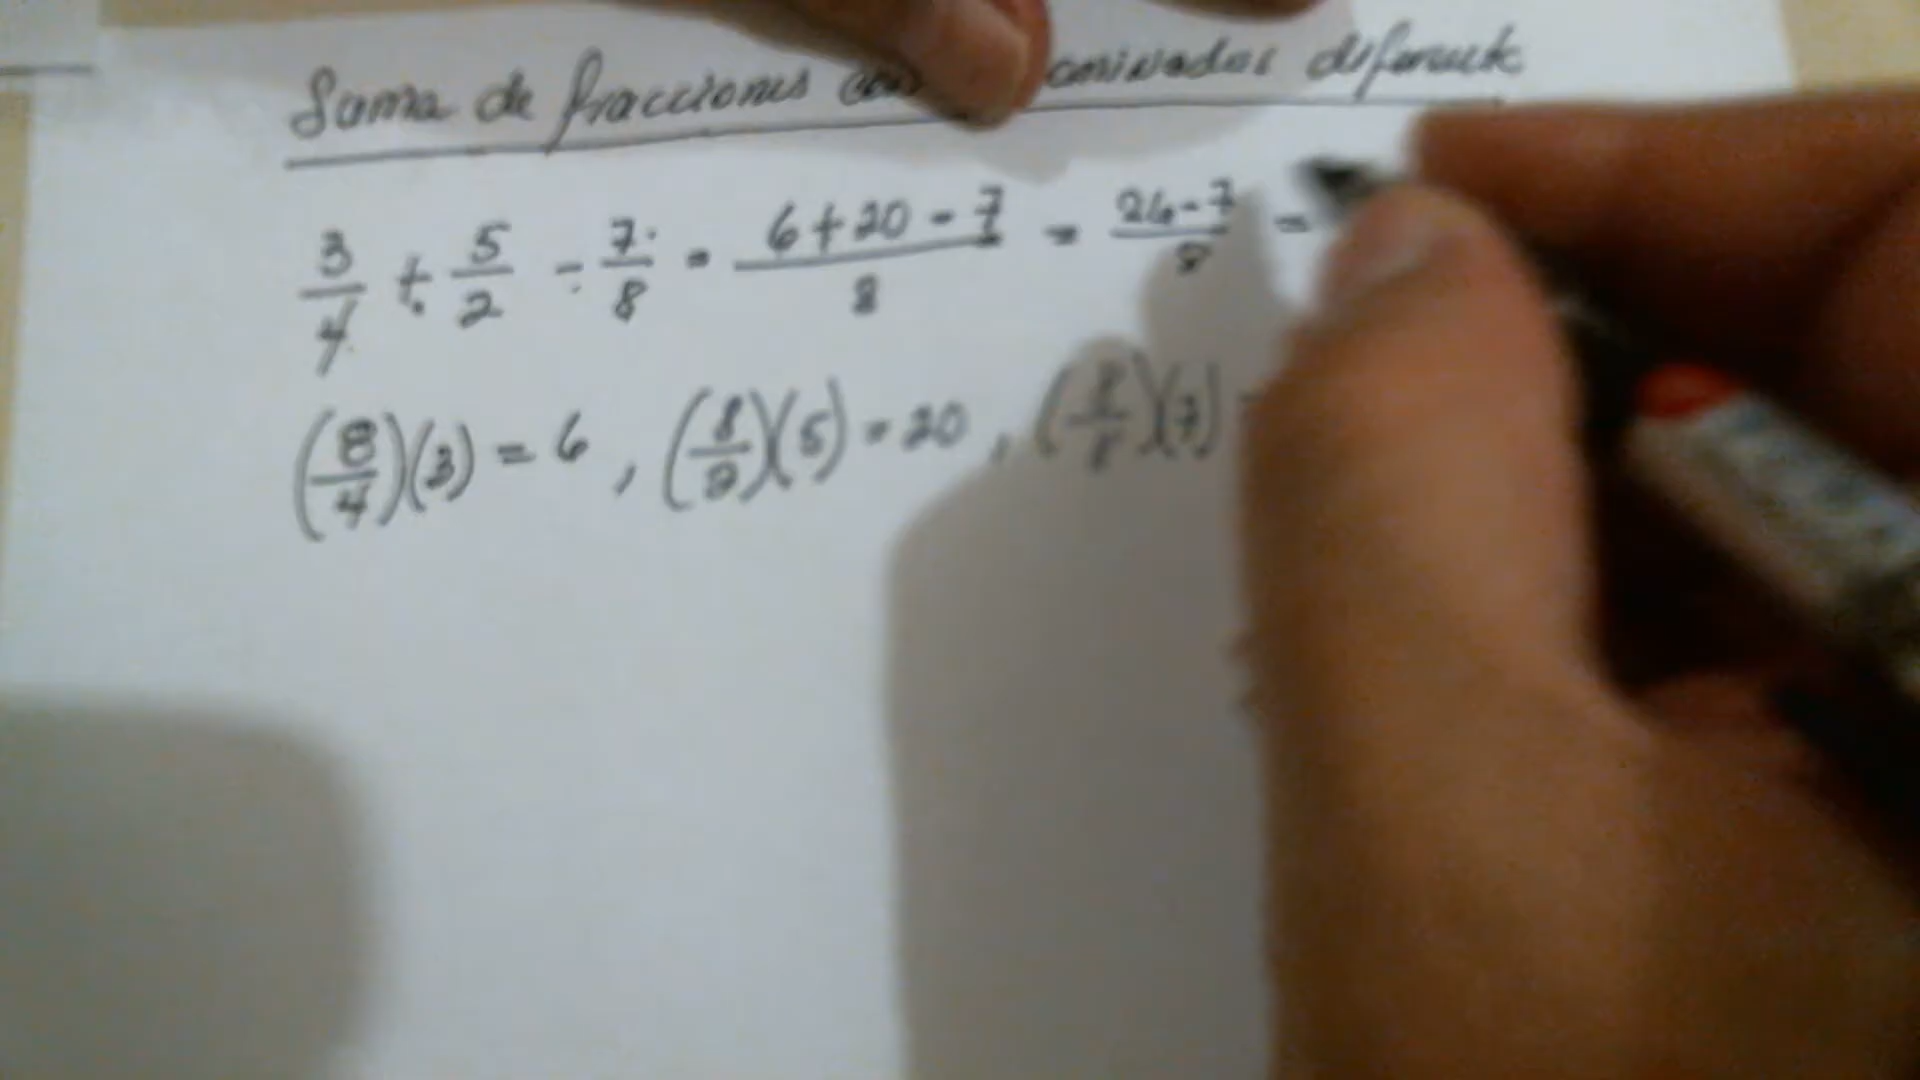 Suma de fracciones diferente
3/4 + 5/2 - 7/8 = (6+20-7)/8 = (26-7)/8 =
(8/4)(3) = 6 , (8/2)(5) = 20 , (8/8)(7) =